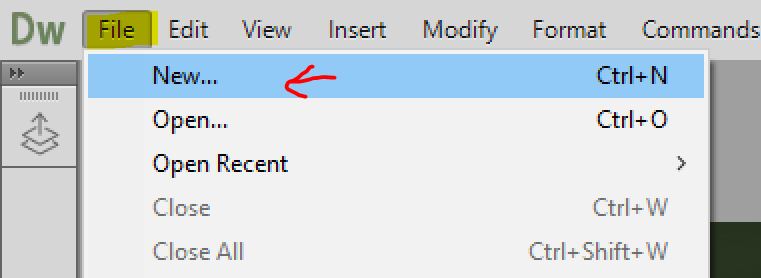 Dw File Edit View Insert Modify Format Commands
New... Ctrl+N
Open... Ctrl+O
Open Recent
Close Ctrl+W
Close All Ctrl+Shift+W